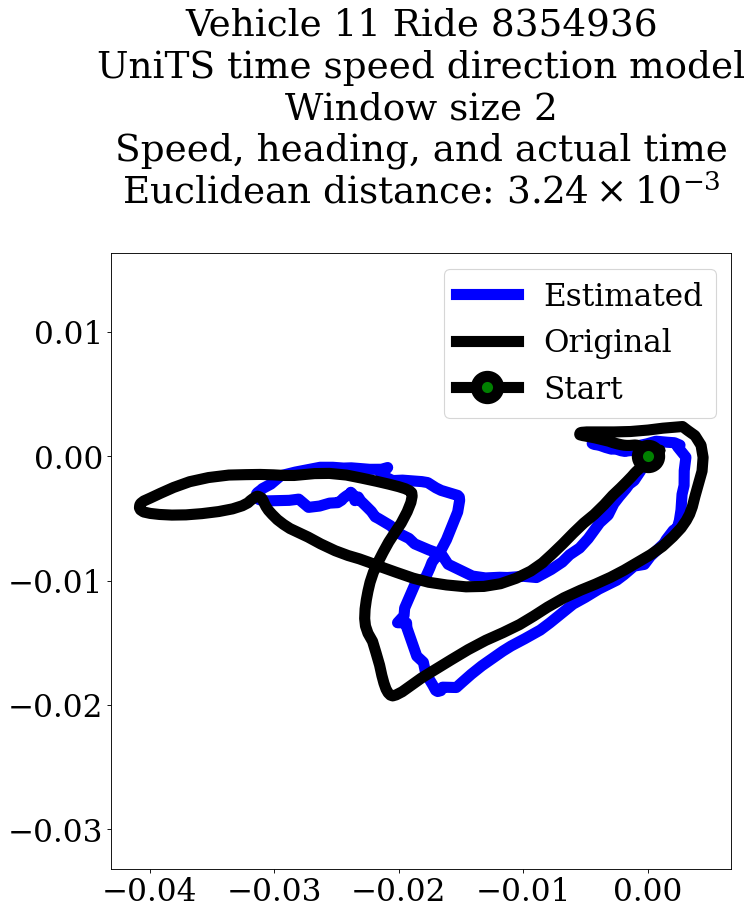 Vehicle 11 Ride 8354936
UniTS time speed direction model
Window size 2
Speed, heading, and actual time
Euclidean distance: 3.24 × 10⁻³
Estimated
Original
Start
0.01
0.00
−0.01
−0.02
−0.03
−0.04 −0.03 −0.02 −0.01 0.00